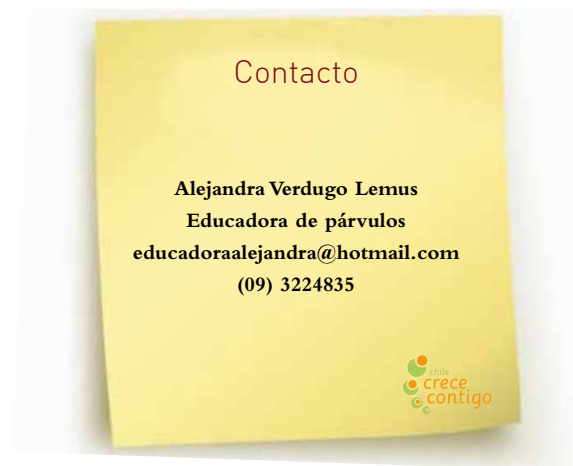 Contacto
Alejandra Verdugo Lemus
Educadora de párvulos
educadoraalejandra@hotmail.com
(09) 3224835
chile
crece
contigo